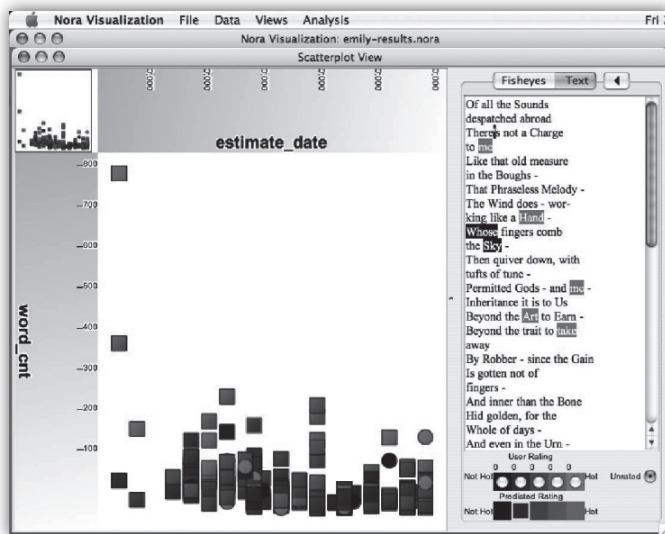 Nora Visualization File Data Views Analysis Fri
Nora Visualization: emily-results.nora
Scatterplot View
estimate_date
word_cnt
800
700
600
500
400
300
200
100
Fisheyes Text
Of all the Sounds
despatched abroad
There's not a Charge
to me
Like that old measure
in the Boughs -
That Phraseless Melody -
The Wind does - wor-
king like a Hand -
Whose fingers comb
the Sky -
Then quiver down, with
tufts of tune -
Permitted Gods - and me -
Inheritance it is to Us
Beyond the Art to Earn -
Beyond the trait to take
away
By Robber - since the Gain
Is gotten not of
fingers -
And inner than the Bone
Hid golden, for the
Whole of days -
And even in the Urn -
User Rating
0 0 0 0 0
Not Hot Hot Unrated
Predicted Rating
Not Hot Hot